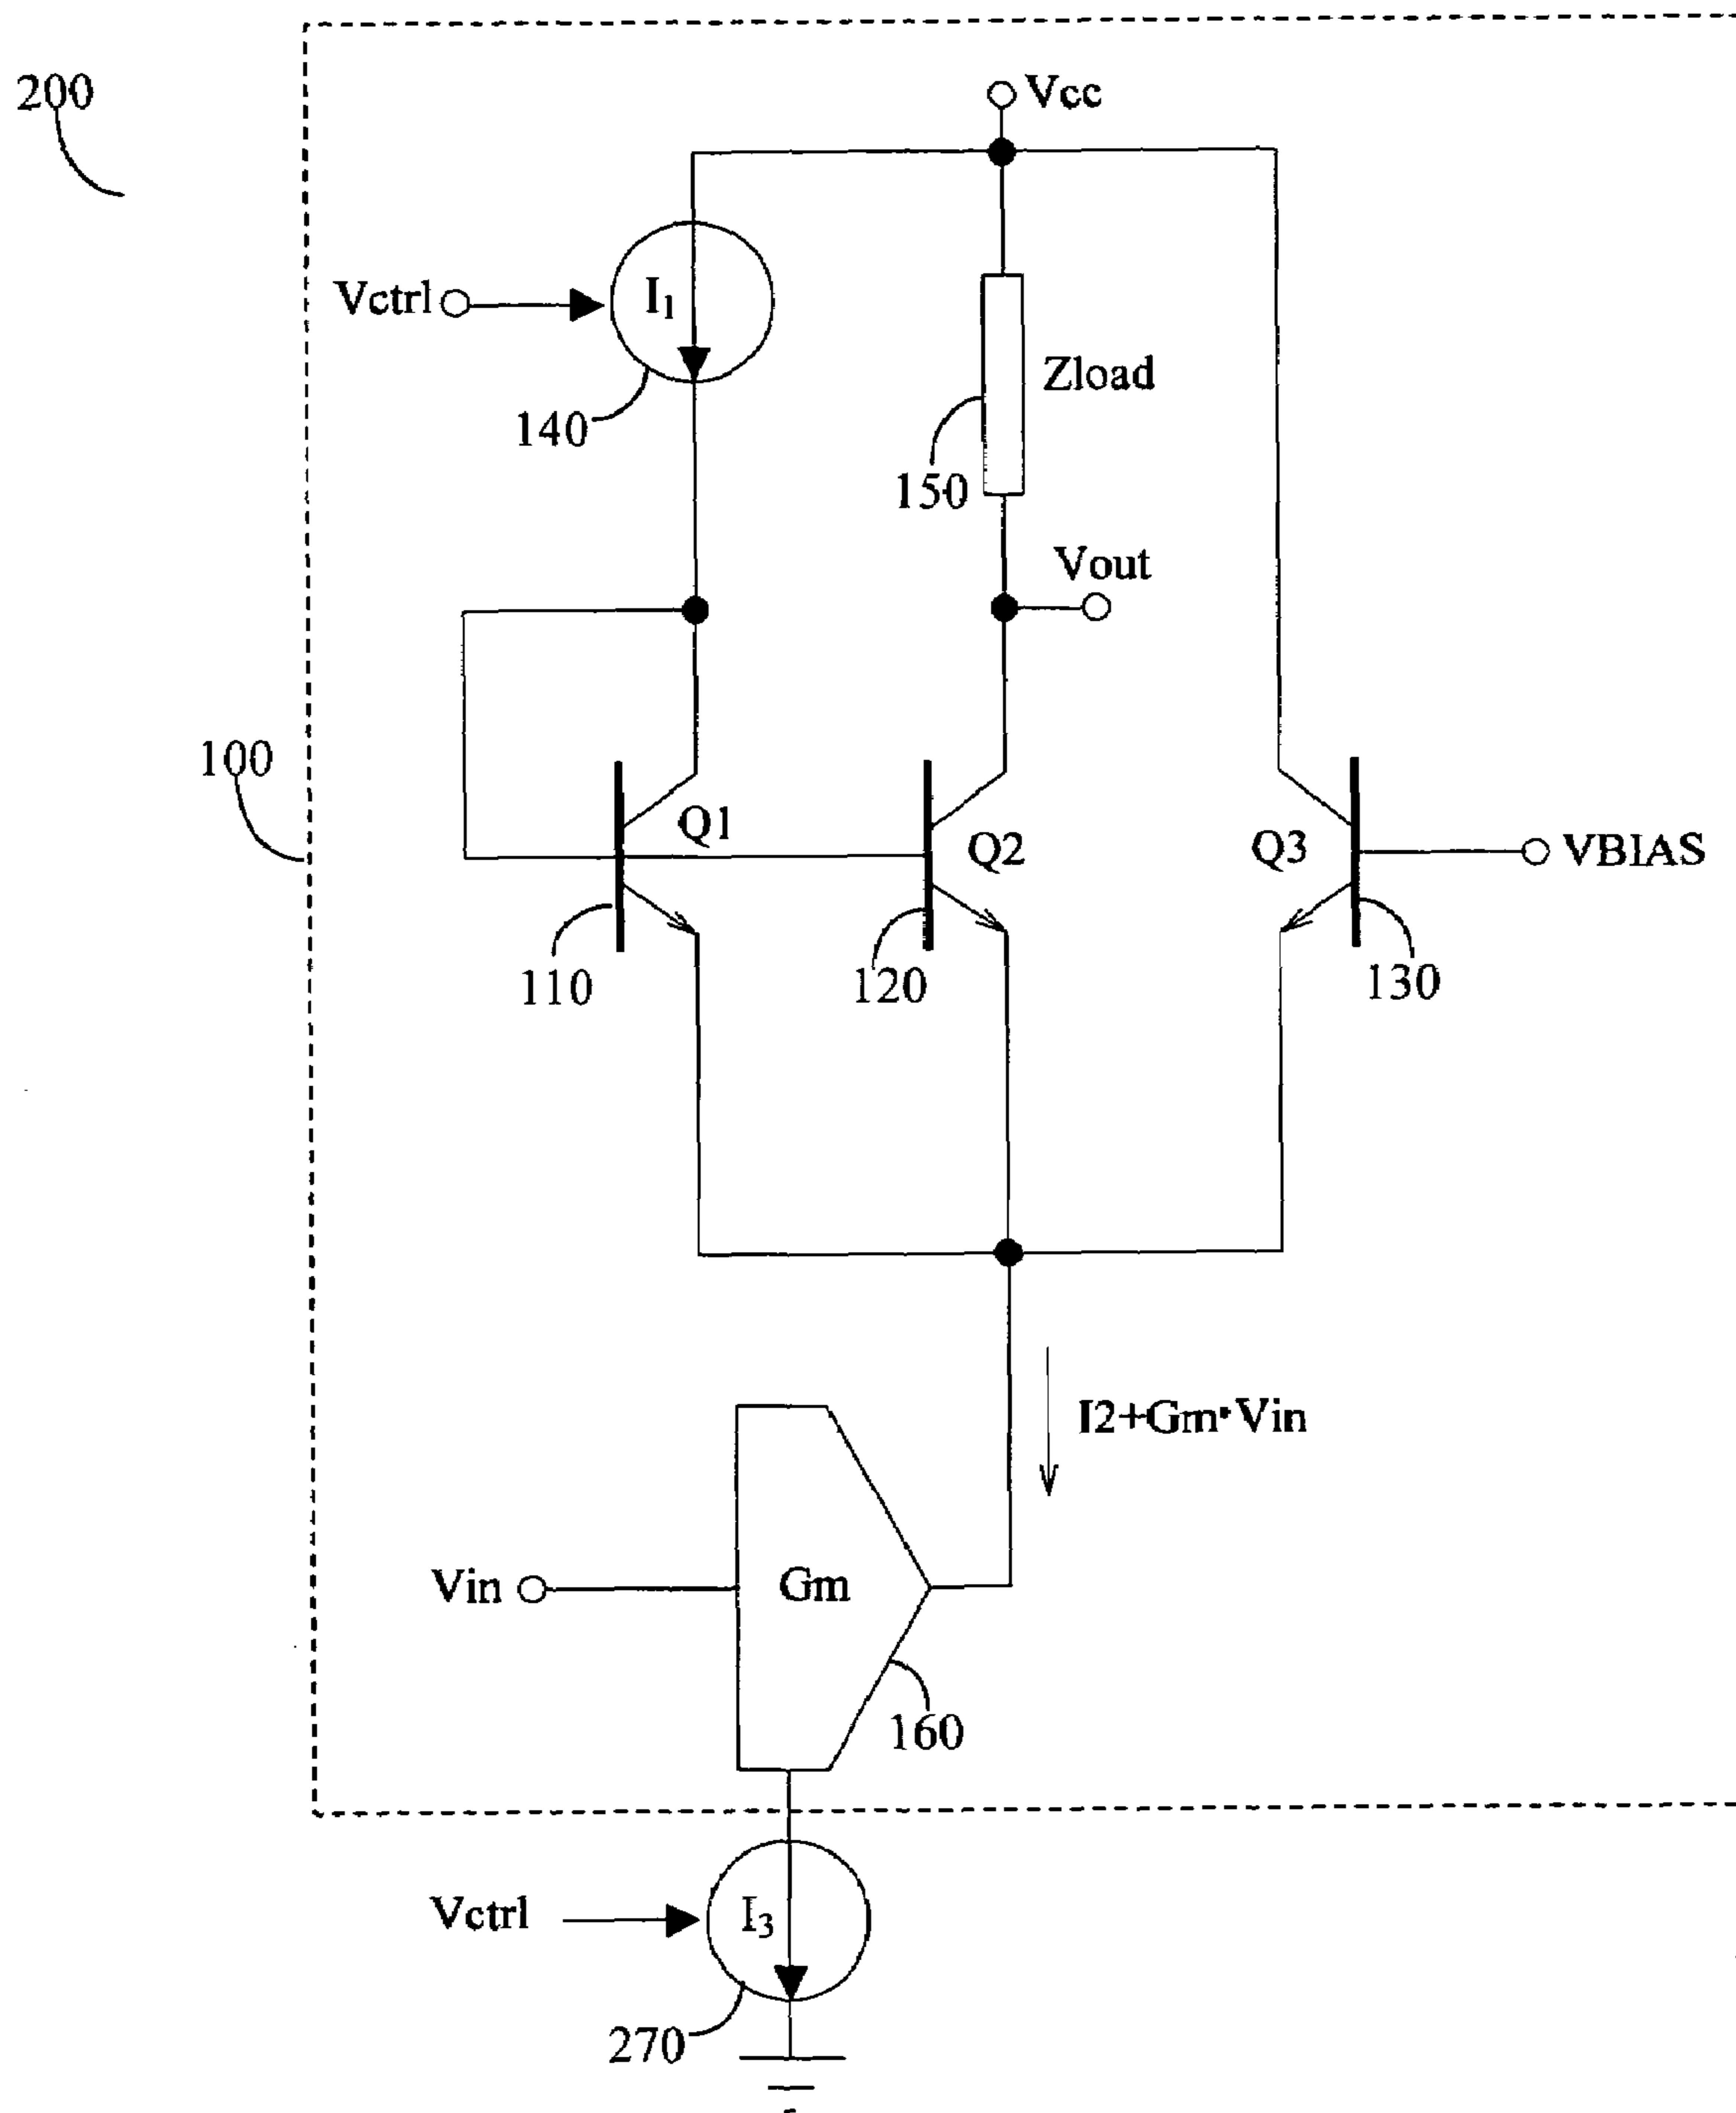 200
Vcc
Vctrl
I1
140
Zload
150
Vout
100
Q1
Q2
Q3
VBIAS
110
120
130
I2+Gm·Vin
Vin
Gm
160
Vctrl
I3
270